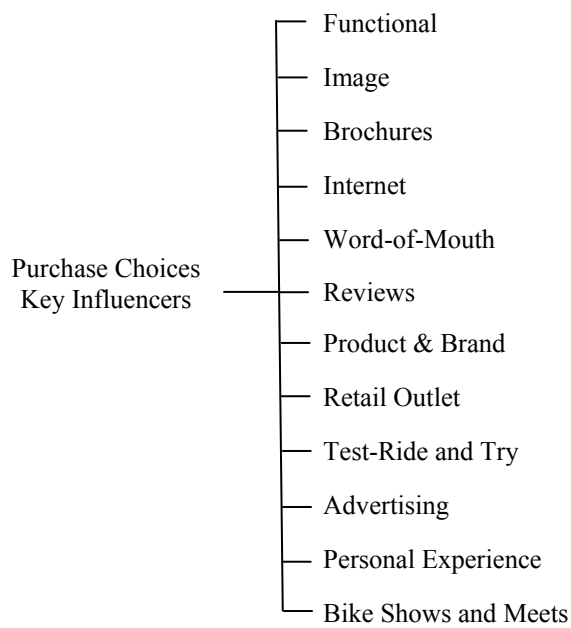 Functional
Image
Brochures
Internet
Word-of-Mouth
Purchase Choices
Key Influencers
Reviews
Product & Brand
Retail Outlet
Test-Ride and Try
Advertising
Personal Experience
Bike Shows and Meets